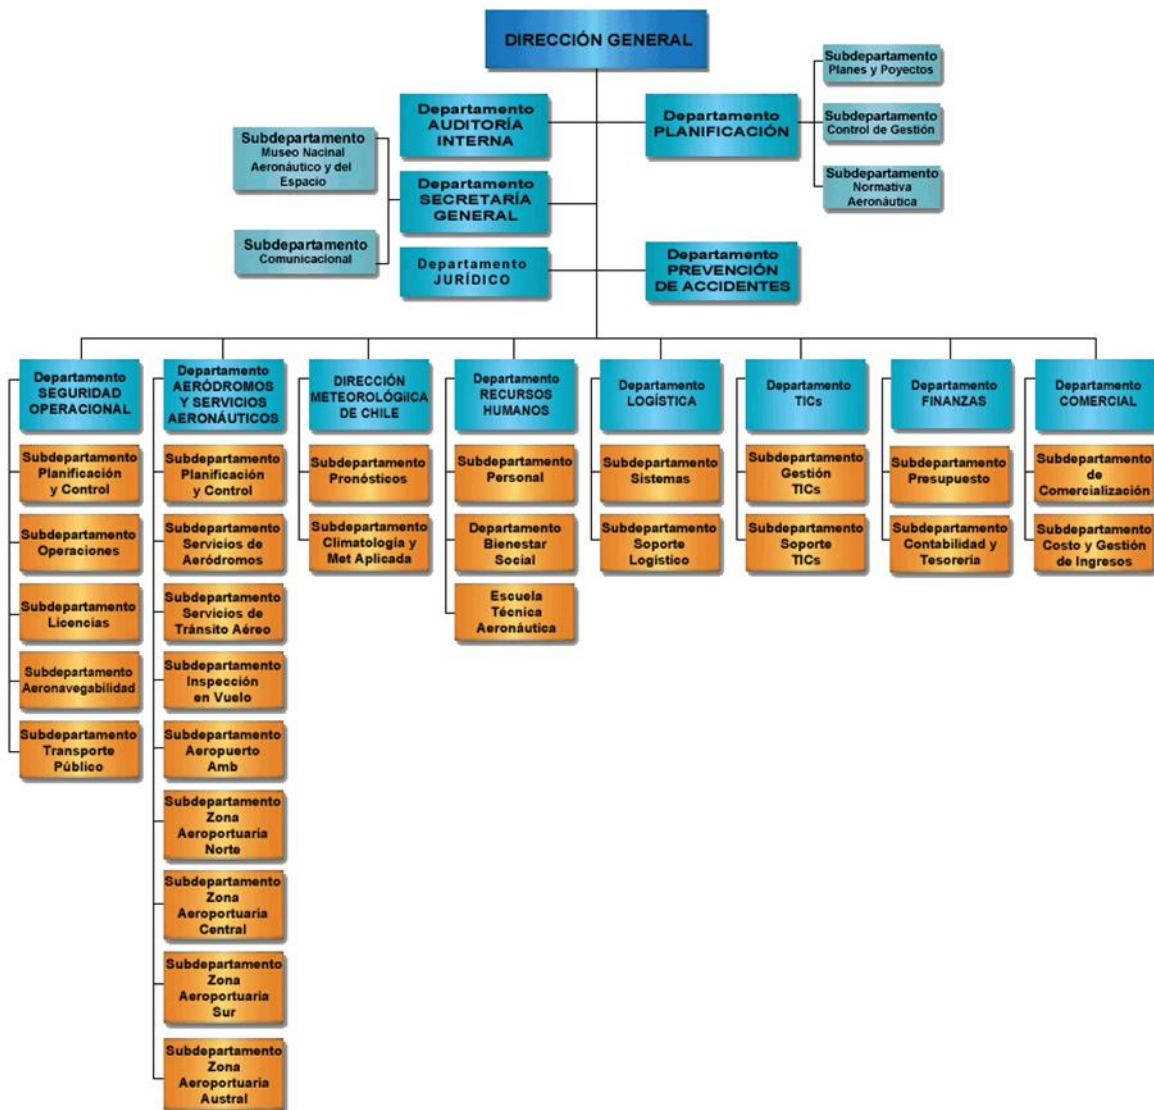 DIRECCIÓN GENERAL
Subdepartamento
Planes y Poyectos
Departamento
AUDITORÍA
INTERNA
Departamento
PLANIFICACIÓN
Subdepartamento
Control de Gestión
Subdepartamento
Museo Nacinal
Aeronáutico y del
Espacio
Departamento
SECRETARÍA
GENERAL
Subdepartamento
Normativa
Aeronáutica
Subdepartamento
Comunicacional
Departamento
JURÍDICO
Departamento
PREVENCIÓN
DE ACCIDENTES
Departamento
SEGURIDAD
OPERACIONAL
Departamento
AERÓDROMOS
Y SERVICIOS
AERONÁUTICOS
DIRECCIÓN
METEOROLÓGiICA
DE CHILE
Departamento
RECURSOS
HUMANOS
Departamento
LOGÍSTICA
Departamento
TICs
Departamento
FINANZAS
Departamento
COMERCIAL
Subdepartamento
Planificación
y Control
Subdepartamento
Planificación
y Control
Subdepartamento
Pronósticos
Subdepartamento
Personal
Subdepartamento
Sistemas
Subdepartamento
Gestión
TICs
Subdepartamento
Presupuesto
Subdepartamento
de
Comercialización
Subdepartamento
Operaciones
Subdepartamento
Servicios de
Aeródromos
Subdepartamento
Climatología y
Met Aplicada
Departamento
Bienestar
Social
Subdepartamento
Soporte
Logístico
Subdepartamento
Soporte
TICs
Subdepartamento
Contabilidad y
Tesorería
Subdepartamento
Costo y Gestión
de Ingresos
Subdepartamento
Licencias
Subdepartamento
Servicios de
Tránsito Aéreo
Escuela
Técnica
Aeronáutica
Subdepartamento
Aeronavegabilidad
Subdepartamento
Inspección
en Vuelo
Subdepartamento
Transporte
Público
Subdepartamento
Aeropuerto
Amb
Subdepartamento
Zona
Aeroportuaria
Norte
Subdepartamento
Zona
Aeroportuaria
Central
Subdepartamento
Zona
Aeroportuaria
Sur
Subdepartamento
Zona
Aeroportuaria
Austral